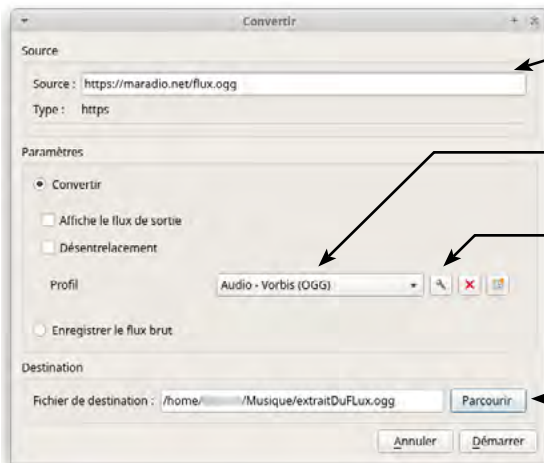 Convertir
Source
Source : https://maradio.net/flux.ogg
Type : https
Paramètres
Convertir
Affiche le flux de sortie
Désentrelacement
Profil Audio - Vorbis (OGG)
Enregistrer le flux brut
Destination
Fichier de destination : /home/ /Musique/extraitDuFLux.ogg Parcourir
Annuler Démarrer